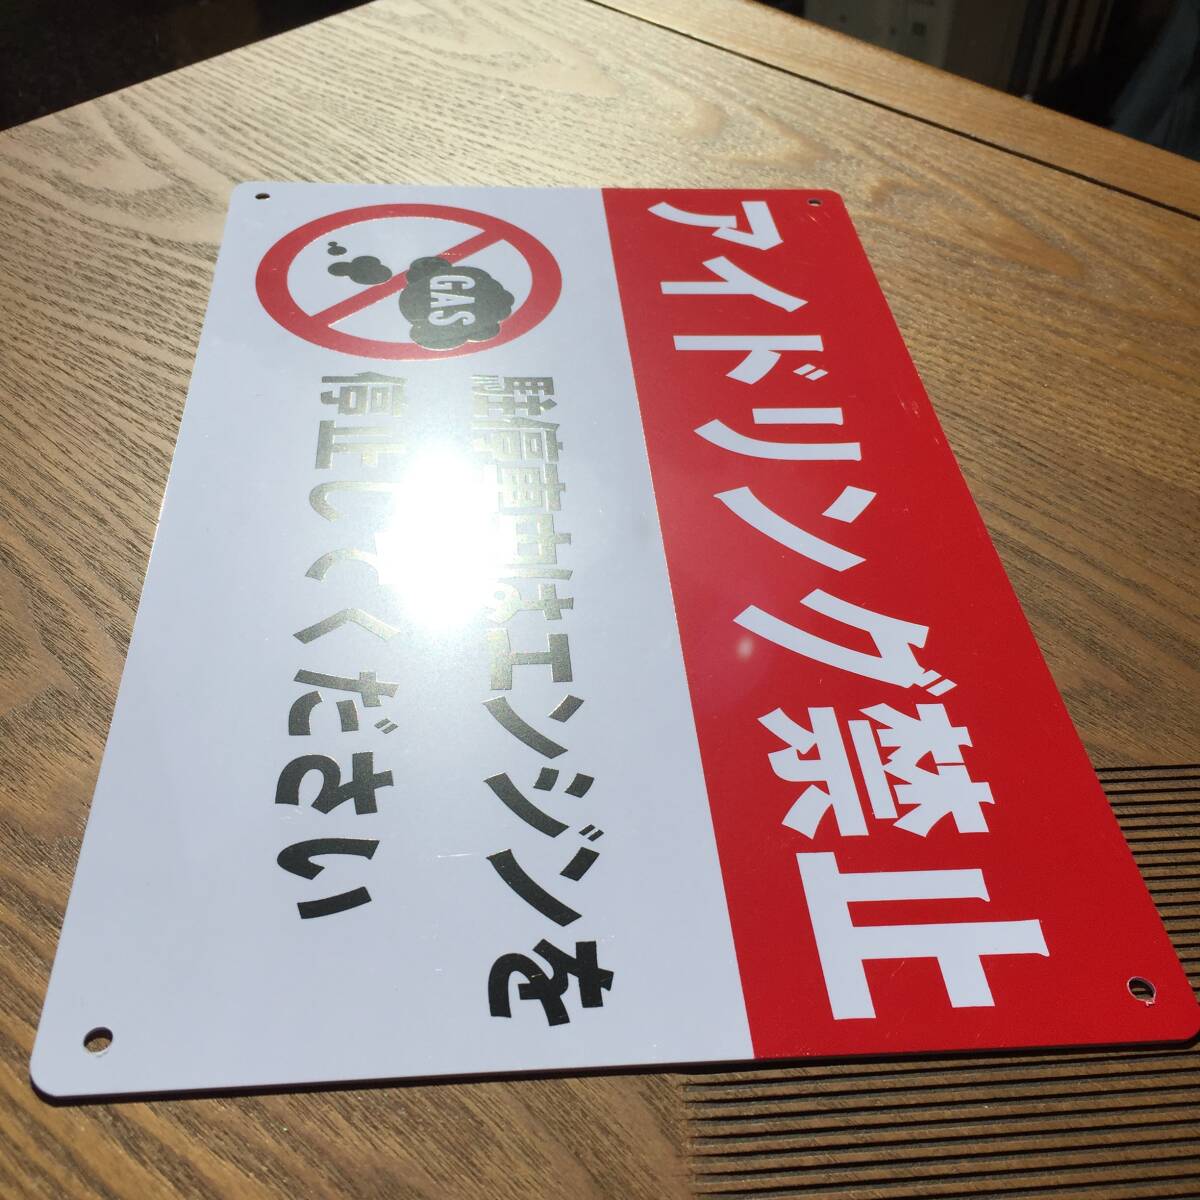 アイドリング禁止
GAS
駐停車中はエンジンを
停止してください